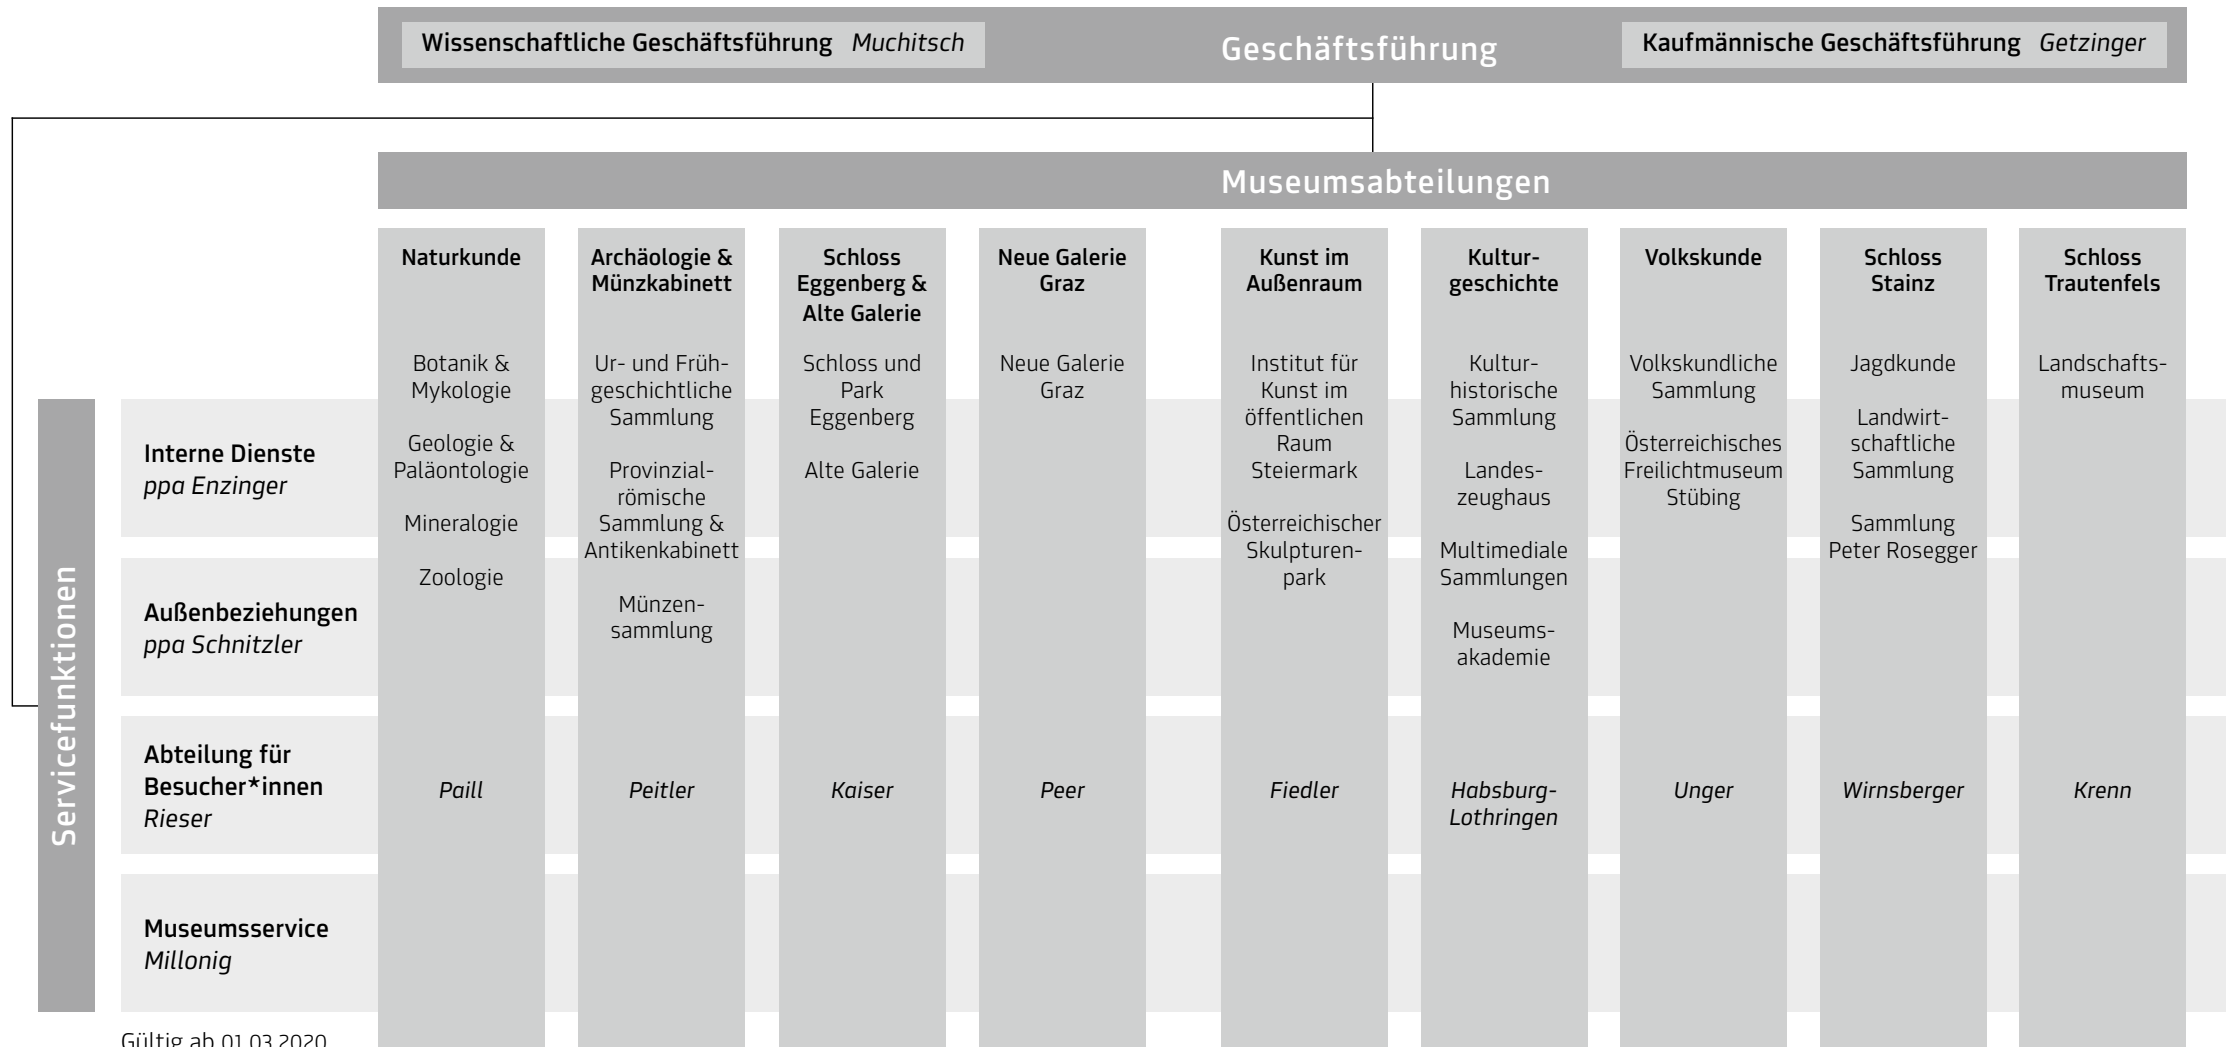 Wissenschaftliche Geschäftsführung Muchitsch
Geschäftsführung
Kaufmännische Geschäftsführung Getzinger
Museumsabteilungen
Naturkunde
Botanik &
Mykologie
Geologie &
Paläontologie
Mineralogie
Zoologie
Paill
Archäologie &
Münzkabinett
Ur- und Früh-
geschichtliche
Sammlung
Provinzial-
römische
Sammlung &
Antikenkabinett
Münzen-
sammlung
Peitler
Schloss
Eggenberg &
Alte Galerie
Schloss und
Park
Eggenberg
Alte Galerie
Kaiser
Neue Galerie
Graz
Neue Galerie
Graz
Peer
Kunst im
Außenraum
Institut für
Kunst im
öffentlichen
Raum
Steiermark
Österreichischer
Skulpturen-
park
Fiedler
Kultur-
geschichte
Kultur-
historische
Sammlung
Landes-
zeughaus
Multimediale
Sammlungen
Museums-
akademie
Habsburg-
Lothringen
Volkskunde
Volkskundliche
Sammlung
Österreichisches
Freilichtmuseum
Stübing
Unger
Schloss
Stainz
Jagdkunde
Landwirt-
schaftliche
Sammlung
Sammlung
Peter Rosegger
Wirnsberger
Schloss
Trautenfels
Landschafts-
museum
Krenn
Servicefunktionen
Interne Dienste
ppa Enzinger
Außenbeziehungen
ppa Schnitzler
Abteilung für
Besucher*innen
Rieser
Museumsservice
Millonig
Gültig ab 01.03.2020